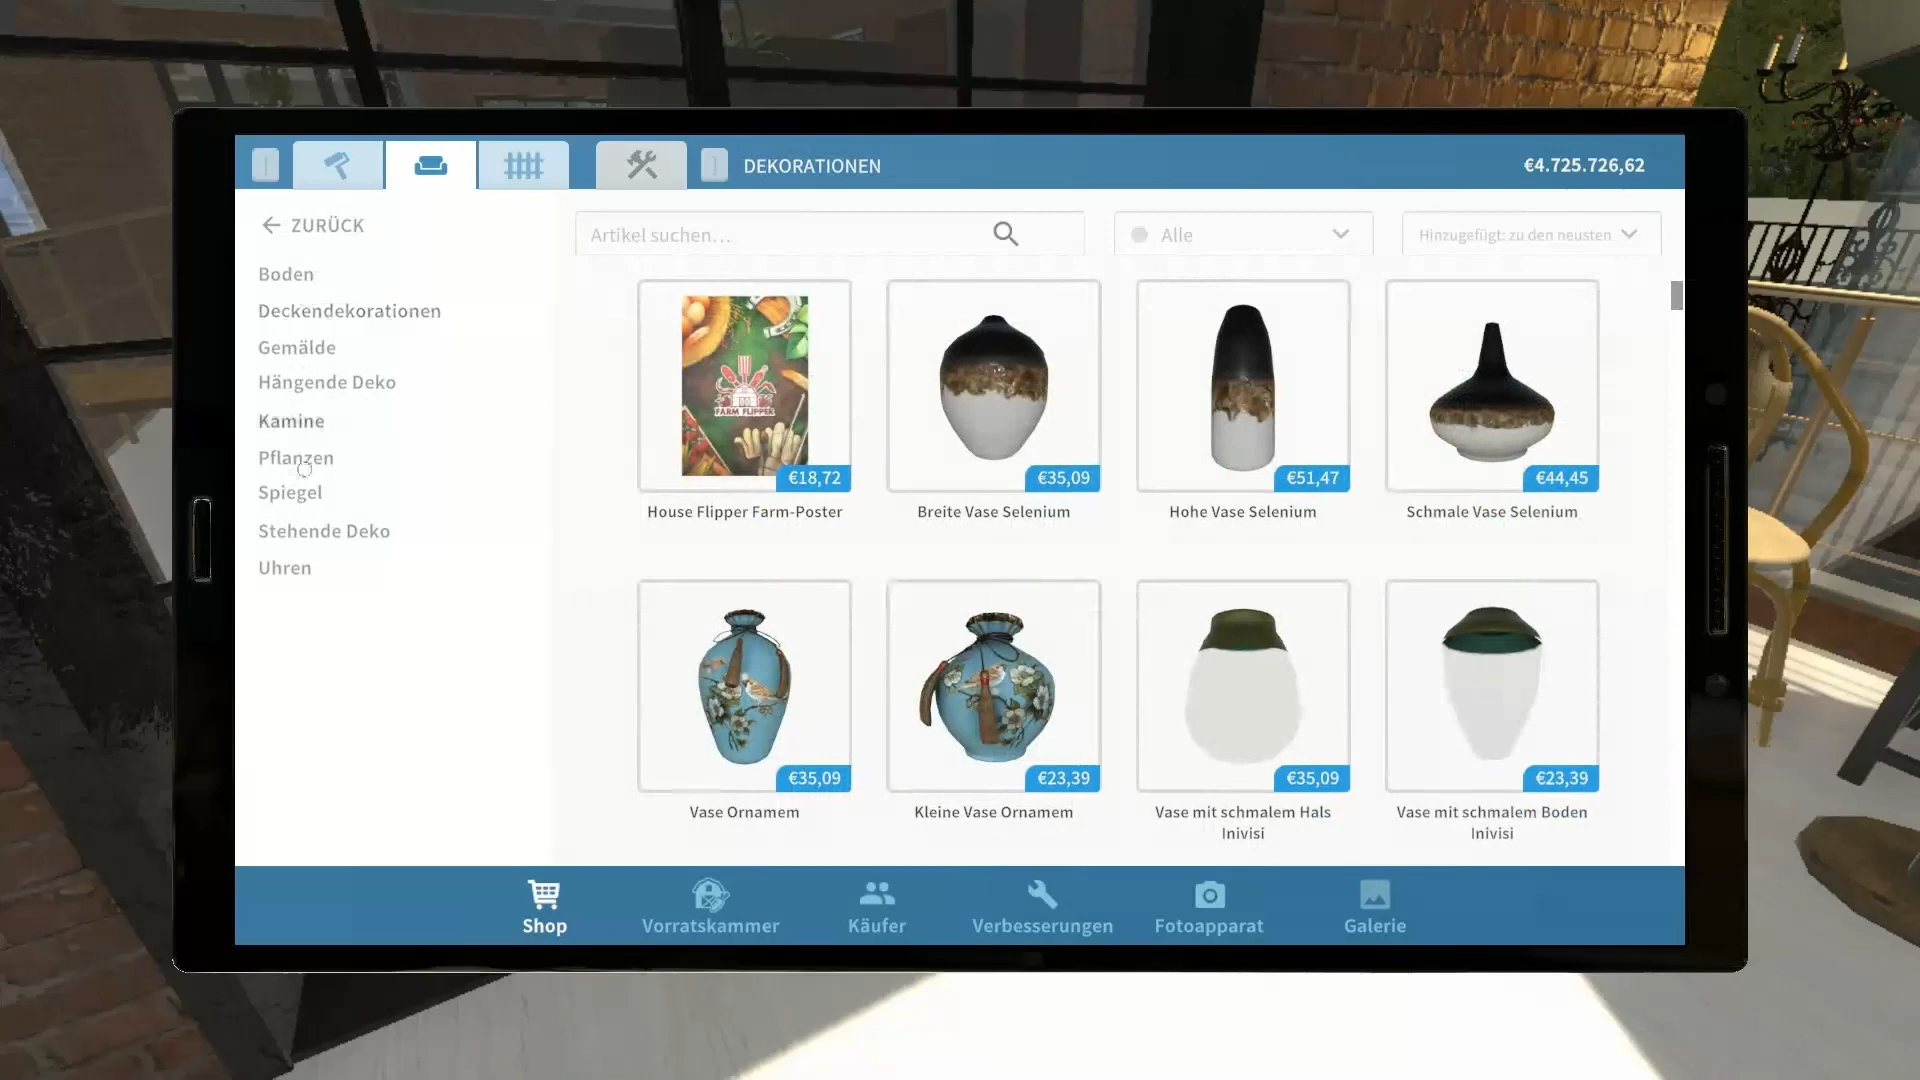 DEKORATIONEN
€4.725.726,62
ZURÜCK
Artikel suchen...
Alle
Hinzugefügt: zu den neusten
Boden
Deckendekorationen
Gemälde
Hängende Deko
Kamine
Pflanzen
Spiegel
Stehende Deko
Uhren
FARM FLIPPER
€18,72
€35,09
€51,47
€44,45
House Flipper Farm-Poster
Breite Vase Selenium
Hohe Vase Selenium
Schmale Vase Selenium
€35,09
€23,39
€35,09
€23,39
Vase Ornamem
Kleine Vase Ornamem
Vase mit schmalem Hals
Inivisi
Vase mit schmalem Boden
Inivisi
Shop
Vorratskammer
Käufer
Verbesserungen
Fotoapparat
Galerie